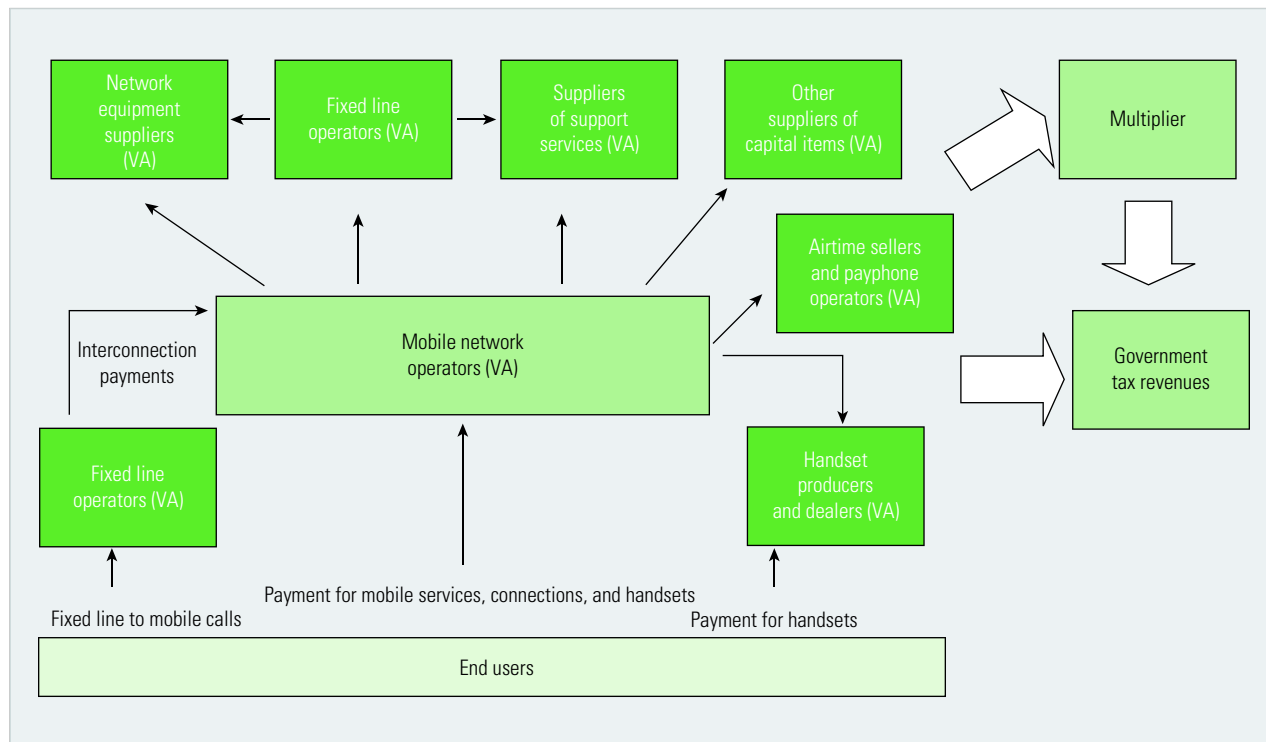 Network
equipment
suppliers
(VA)
Fixed line
operators (VA)
Suppliers
of support
services (VA)
Other
suppliers of
capital items (VA)
Multiplier
Airtime sellers
and payphone
operators (VA)
Mobile network
operators (VA)
Interconnection
payments
Government
tax revenues
Fixed line
operators (VA)
Handset
producers
and dealers (VA)
Payment for mobile services, connections, and handsets
Fixed line to mobile calls
Payment for handsets
End users